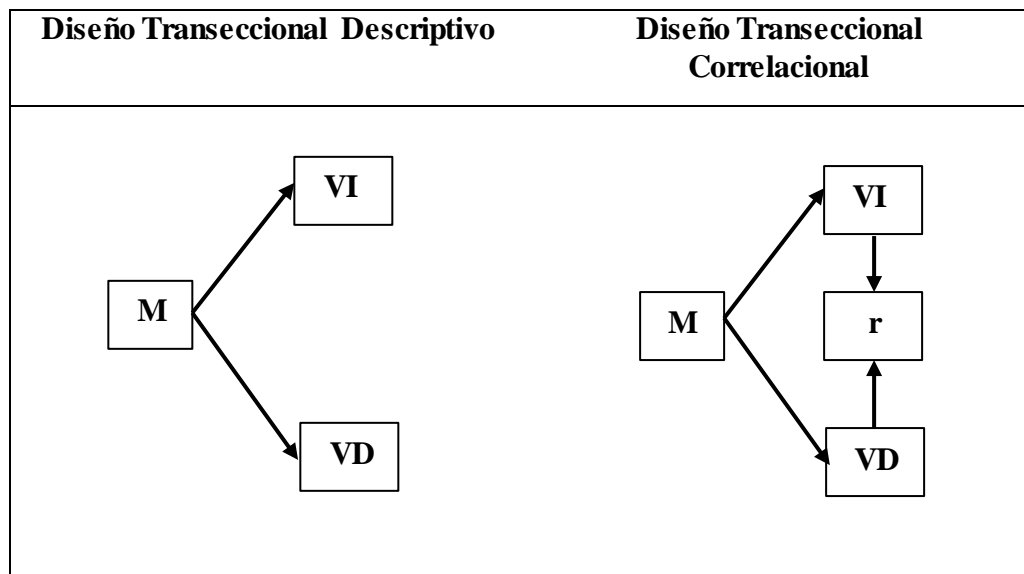 Diseño Transeccional Descriptivo
Diseño Transeccional
Correlacional
VI
M
VD
VI
M
r
VD